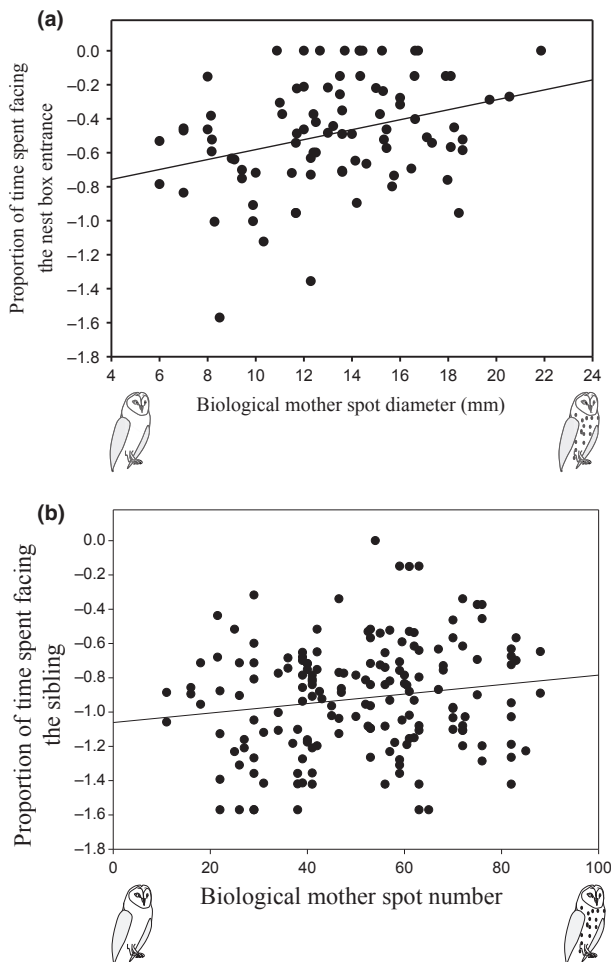 (a)
Proportion of time spent facing
the nest box entrance
0.0
−0.2
−0.4
−0.6
−0.8
−1.0
−1.2
−1.4
−1.6
−1.8
4 6 8 10 12 14 16 18 20 22 24
Biological mother spot diameter (mm)
(b)
Proportion of time spent facing
the sibling
0.0
−0.2
−0.4
−0.6
−0.8
−1.0
−1.2
−1.4
−1.6
−1.8
0 20 40 60 80 100
Biological mother spot number